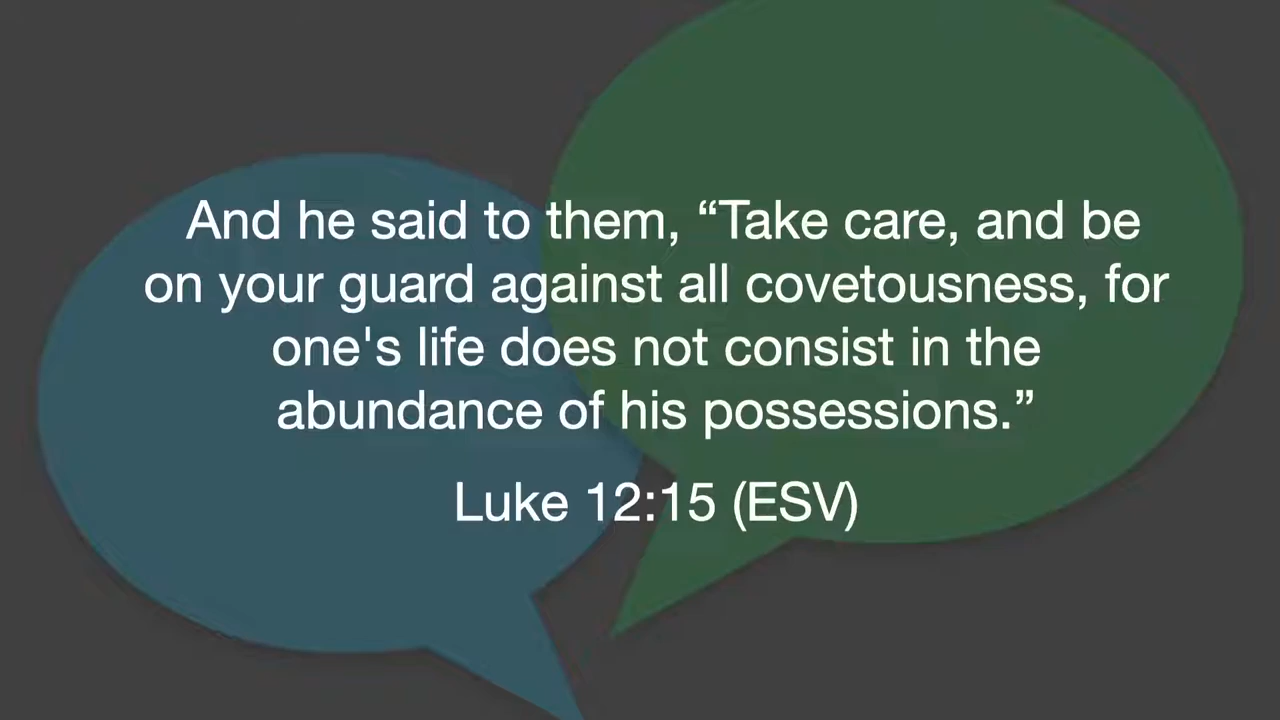 And he said to them, “Take care, and be
on your guard against all covetousness, for
one's life does not consist in the
abundance of his possessions.”
Luke 12:15 (ESV)